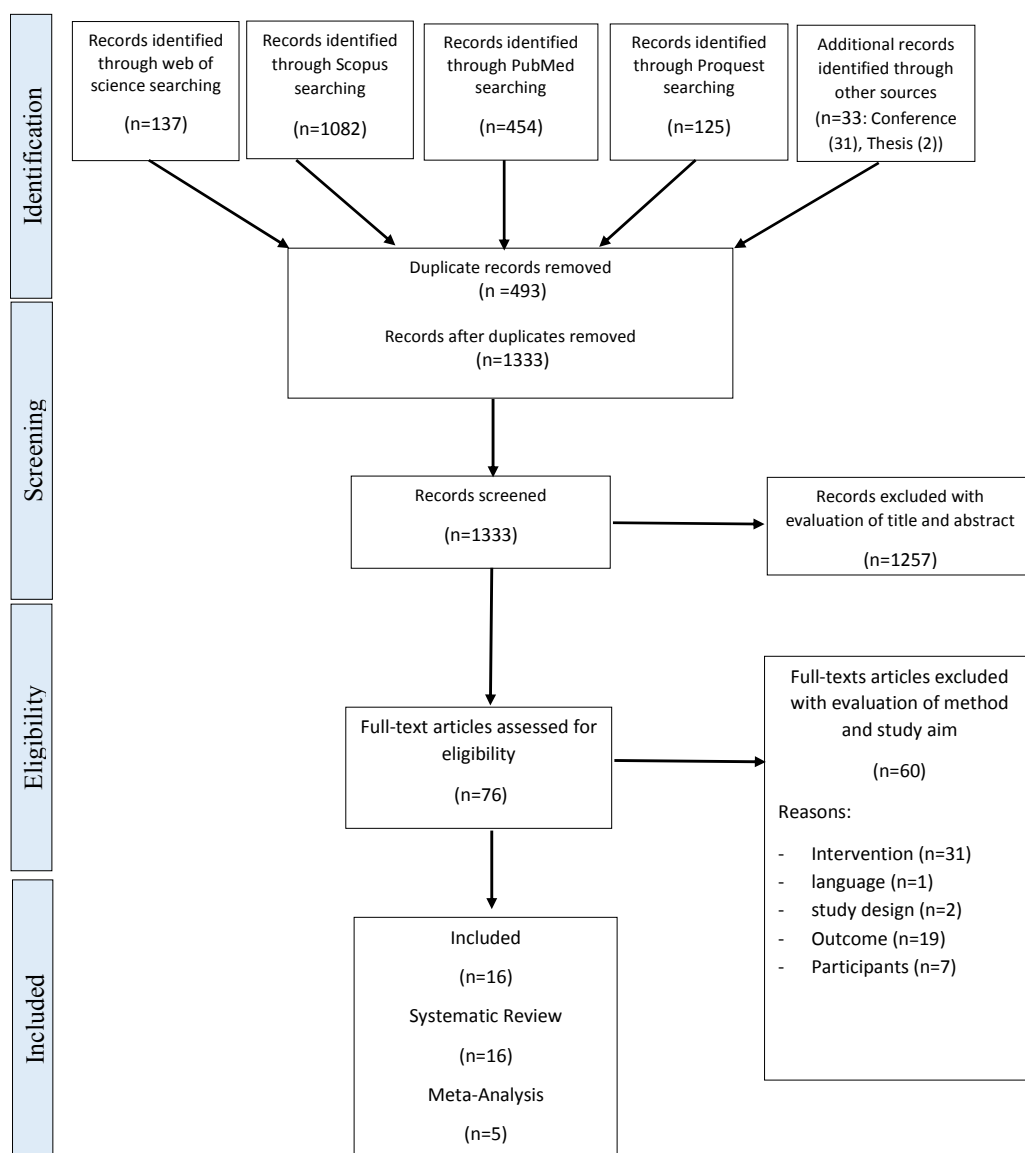 Identification
Records identified
through web of
science searching
(n=137)
Records identified
through Scopus
searching
(n=1082)
Records identified
through PubMed
searching
(n=454)
Records identified
through Proquest
searching
(n=125)
Additional records
identified through
other sources
(n=33: Conference
(31), Thesis (2))
Duplicate records removed
(n =493)
Records after duplicates removed
(n=1333)
Screening
Records screened
(n=1333)
Records excluded with
evaluation of title and abstract
(n=1257)
Eligibility
Full-text articles assessed for
eligibility
(n=76)
Full-texts articles excluded
with evaluation of method
and study aim
(n=60)
Reasons:
- Intervention (n=31)
- language (n=1)
- study design (n=2)
- Outcome (n=19)
- Participants (n=7)
Included
Included
(n=16)
Systematic Review
(n=16)
Meta-Analysis
(n=5)